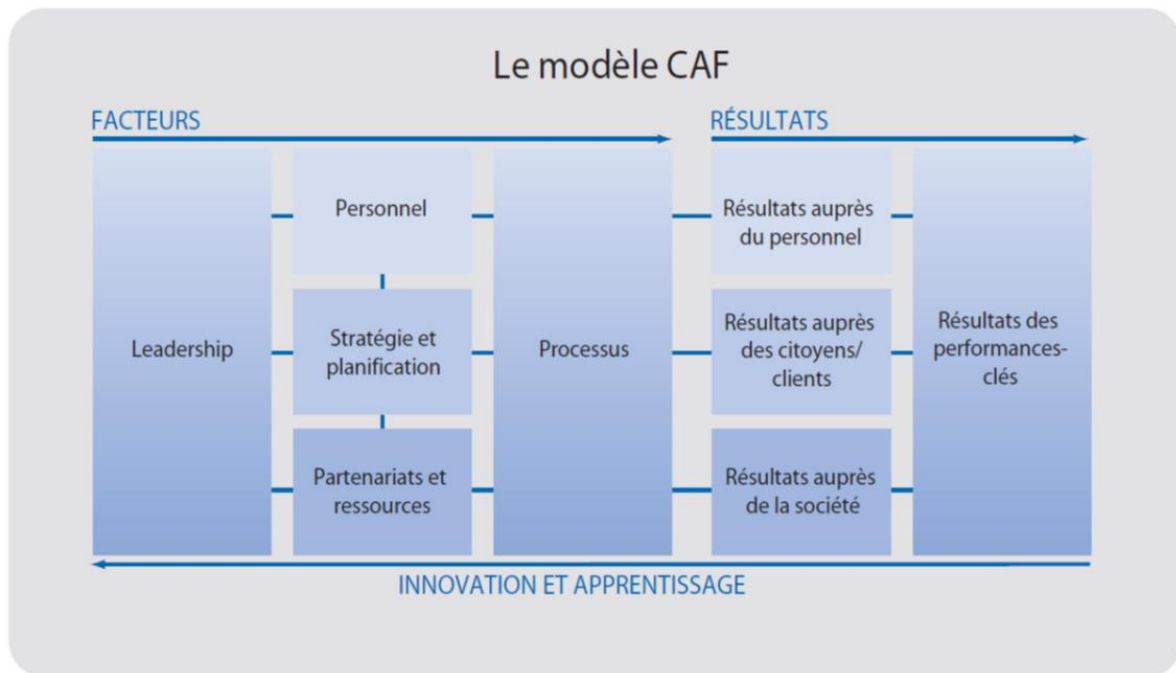 Le modèle CAF
FACTEURS
RÉSULTATS
Leadership
Personnel
Stratégie et
planification
Partenariats et
ressources
Processus
Résultats auprès
du personnel
Résultats auprès
des citoyens/
clients
Résultats auprès
de la société
Résultats des
performances-
clés
INNOVATION ET APPRENTISSAGE